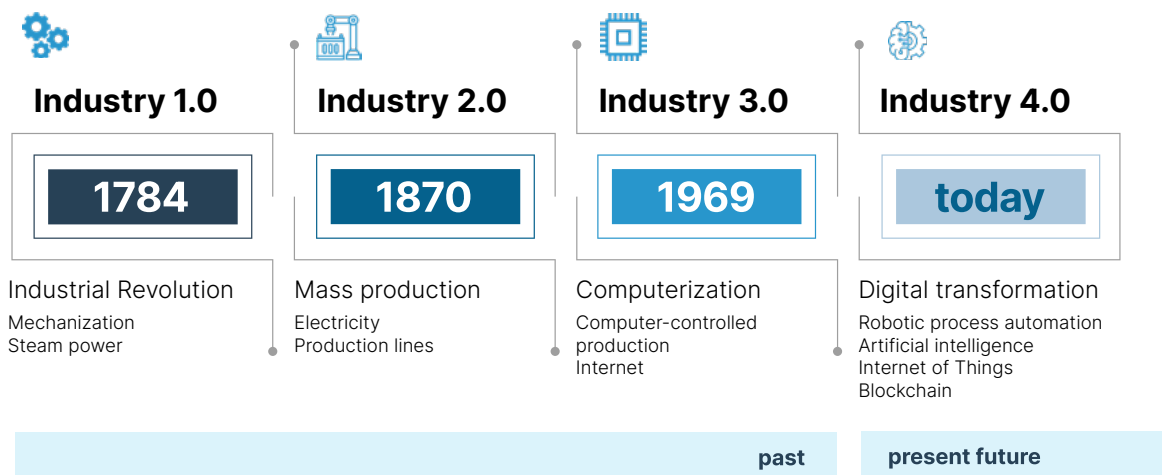 Industry 1.0
1784
Industrial Revolution
Mechanization
Steam power
Industry 2.0
1870
Mass production
Electricity
Production lines
Industry 3.0
1969
Computerization
Computer-controlled
production
Internet
Industry 4.0
today
Digital transformation
Robotic process automation
Artificial intelligence
Internet of Things
Blockchain
past
present future